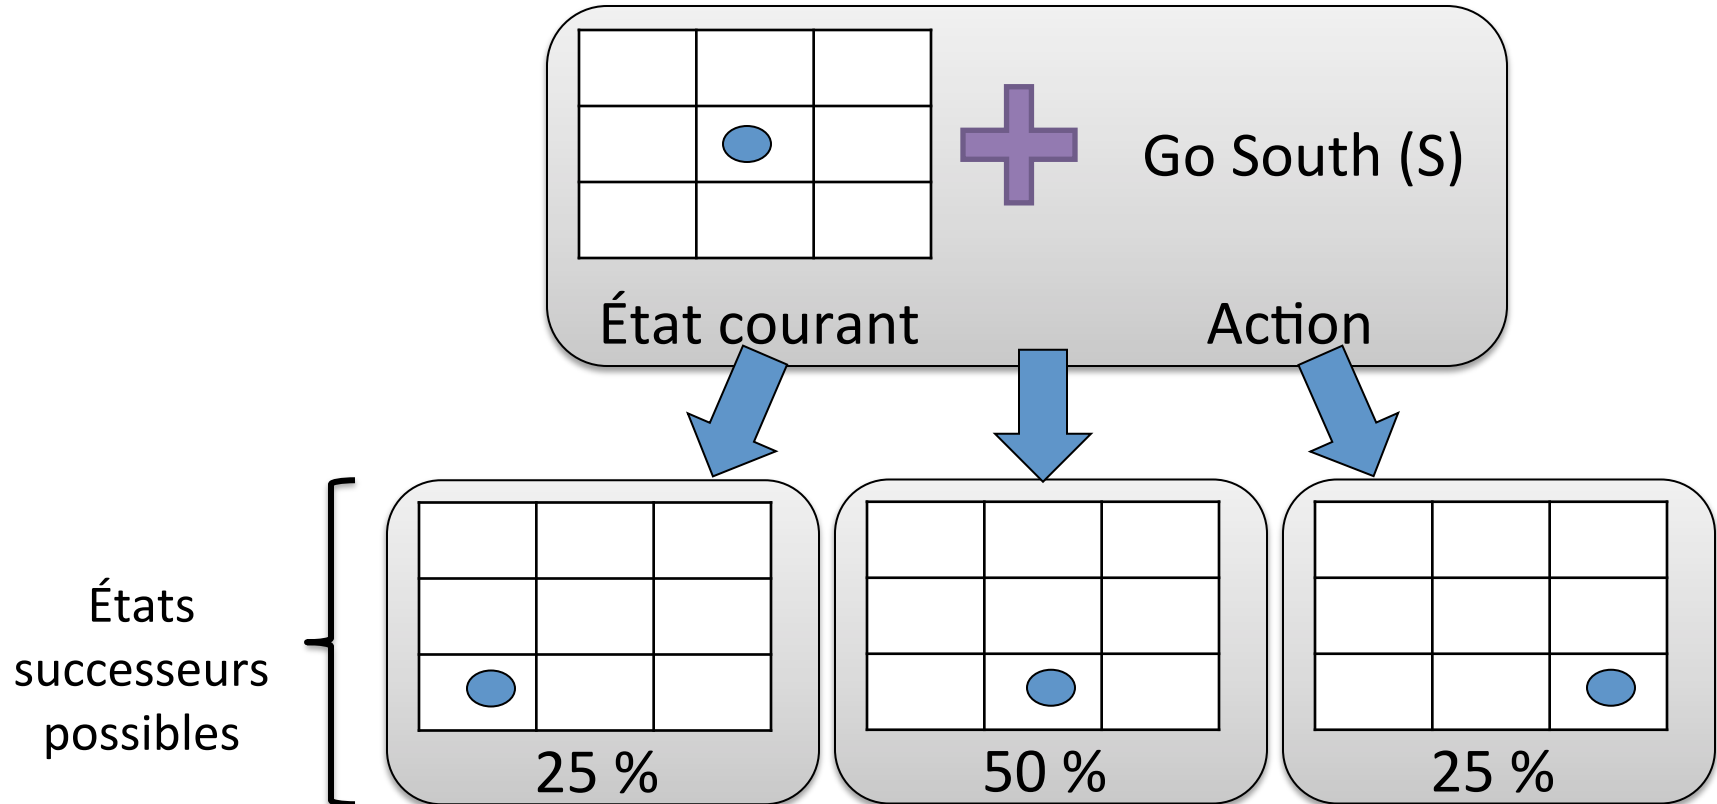 Go South (S)
État courant
Action
États
successeurs
possibles
25 %
50 %
25 %